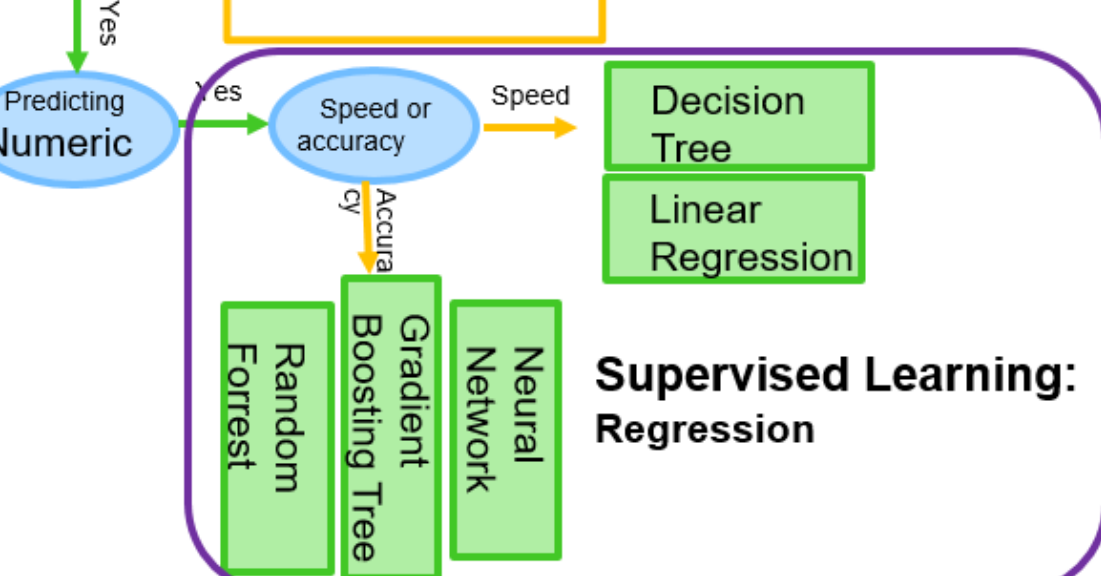 Yes
Predicting
Numeric
Yes
Speed or
accuracy
Speed
Decision
Tree
Linear
Regression
Accura
cy
Random
Forrest
Gradient
Boosting Tree
Neural
Network
Supervised Learning:
Regression